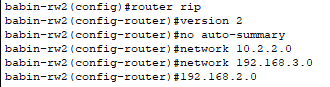 babin-rw2(config)#router rip
babin-rw2(config-router)#version 2
babin-rw2(config-router)#no auto-summary
babin-rw2(config-router)#network 10.2.2.0
babin-rw2(config-router)#network 192.168.3.0
babin-rw2(config-router)#192.168.2.0